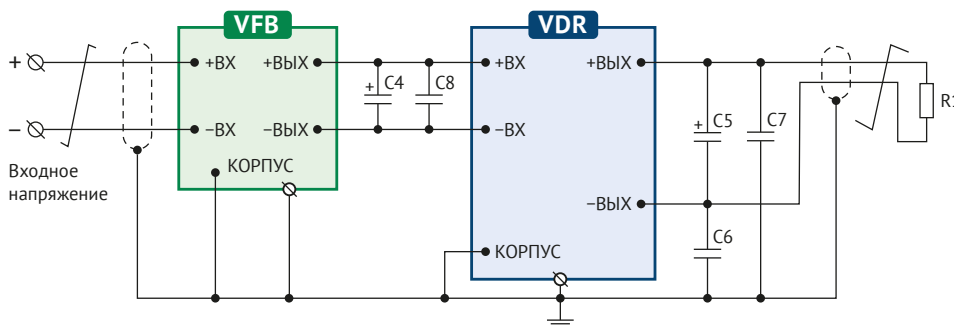 VFB
VDR
+
+ВХ
+ВЫХ
+
C4
C8
+ВХ
+ВЫХ
+
C5
C7
R1
–
–ВХ
–ВЫХ
–ВХ
Входное
напряжение
КОРПУС
–ВЫХ
C6
КОРПУС